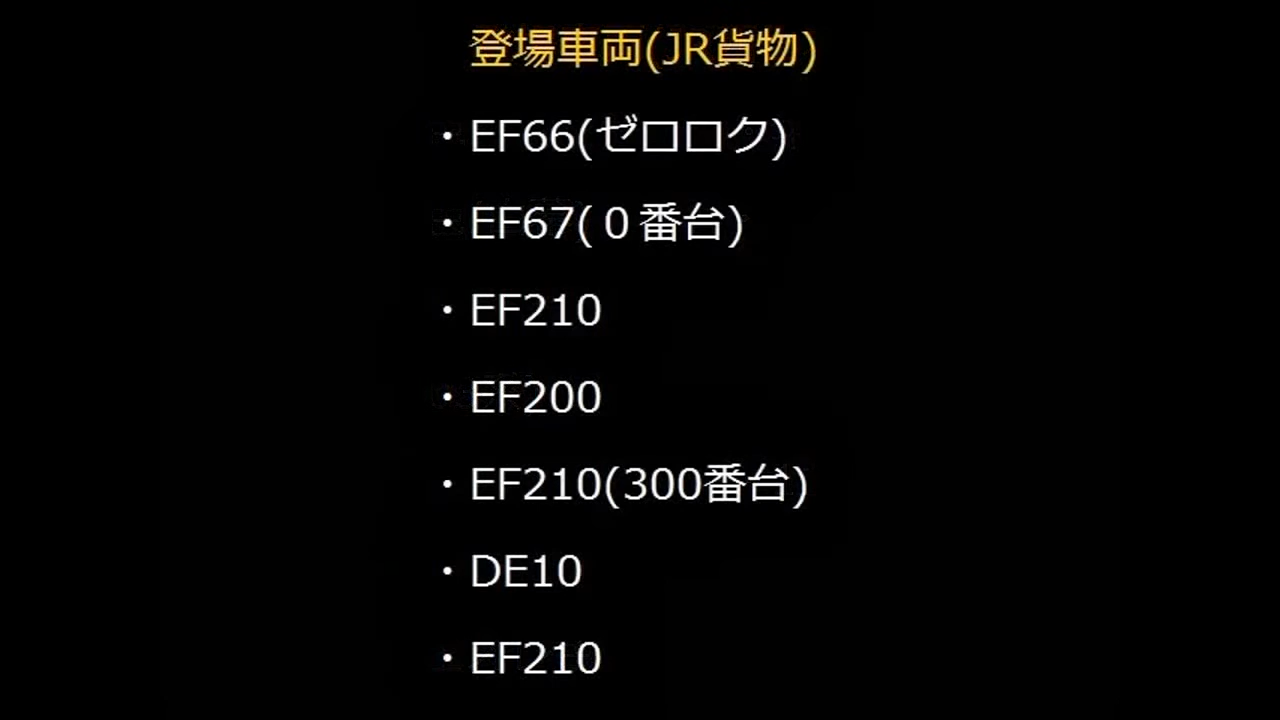 登場車両(JR貨物)
・EF66(ゼロロク)
・EF67(０番台)
・EF210
・EF200
・EF210(300番台)
・DE10
・EF210